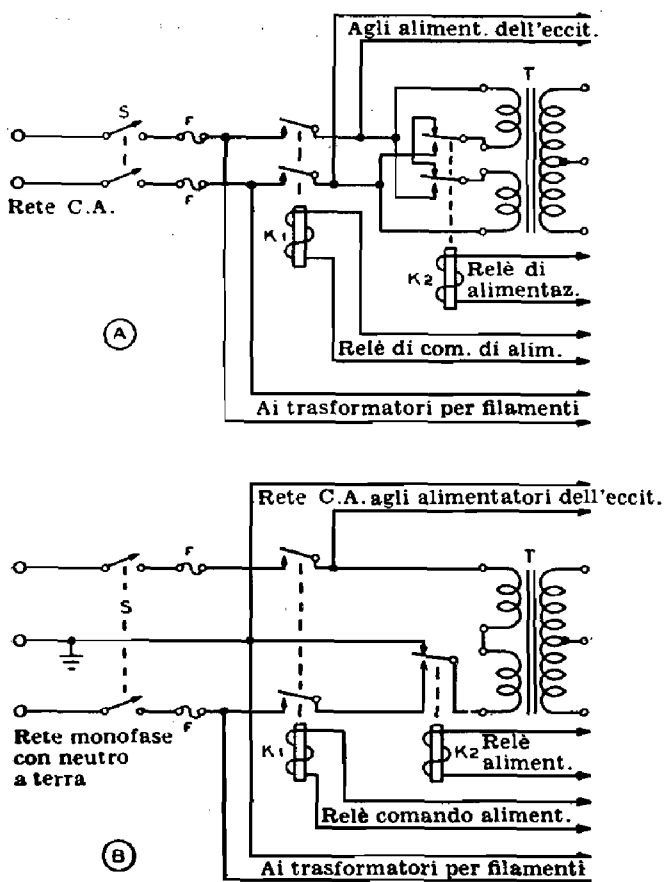 Agli aliment. dell'eccit.
T
S
F
F
Rete C.A.
K1
K2
Relè di
alimentaz.
A
Relè di com. di alim.
Ai trasformatori per filamenti
Rete C.A. agli alimentatori dell'eccit.
F
T
S
F
Rete monofase
con neutro
a terra
K1
K2
Relè
aliment.
Relè comando aliment.
B
Ai trasformatori per filamenti